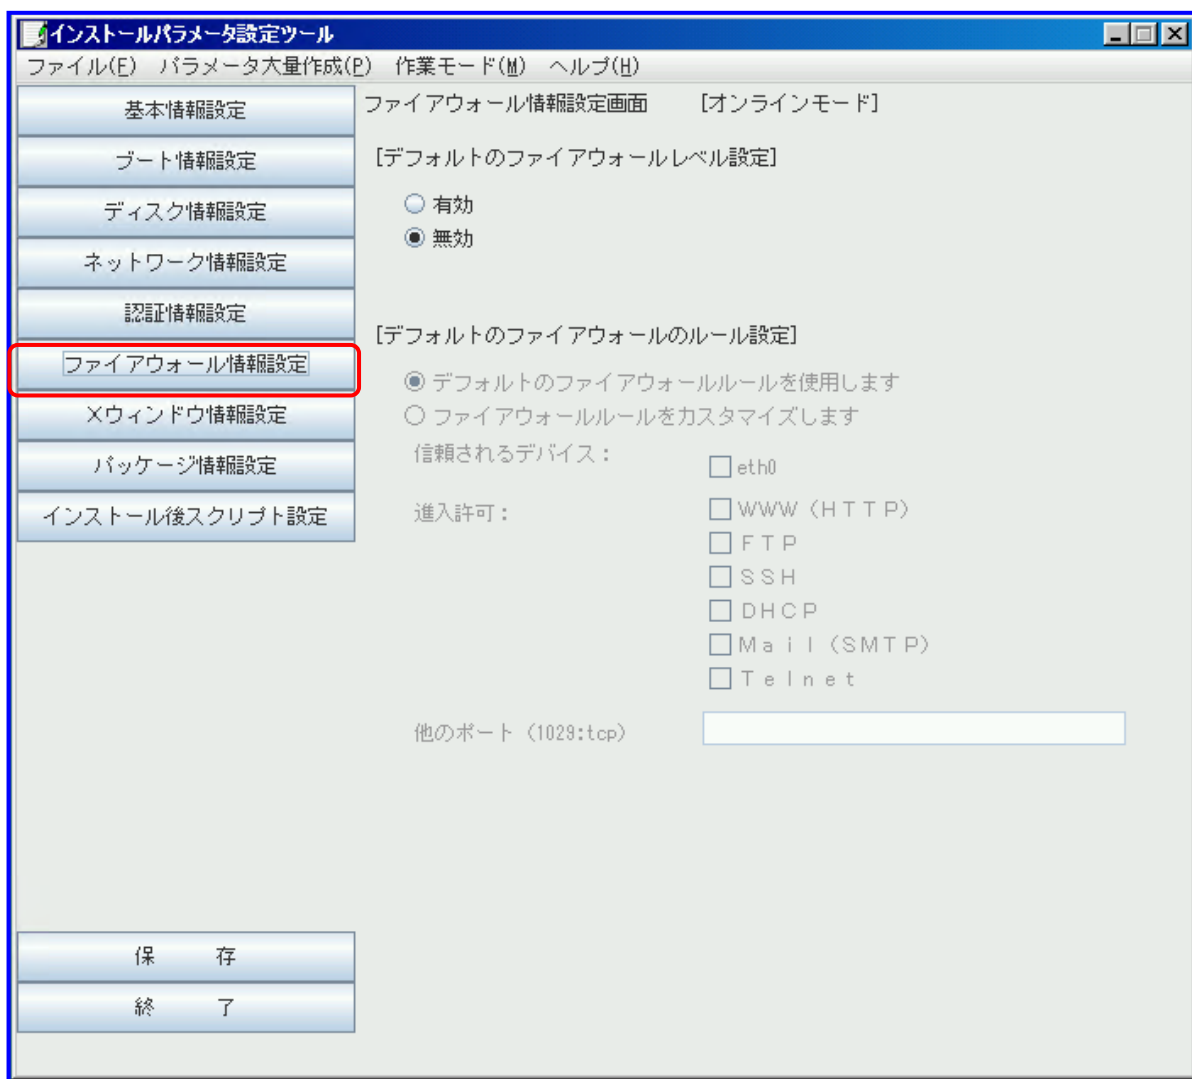 インストールパラメータ設定ツール
ファイル(F) パラメータ大量作成(P) 作業モード(M) ヘルプ(H)
基本情報設定
ブート情報設定
ディスク情報設定
ネットワーク情報設定
認証情報設定
ファイアウォール情報設定
Xウィンドウ情報設定
パッケージ情報設定
インストール後スクリプト設定
保 存
終 了
ファイアウォール情報設定画面 [オンラインモード]
[デフォルトのファイアウォールレベル設定]
有効
無効
[デフォルトのファイアウォールのルール設定]
デフォルトのファイアウォールルールを使用します
ファイアウォールルールをカスタマイズします
信頼されるデバイス：
eth0
進入許可：
WWW（HTTP）
FTP
SSH
DHCP
Mail（SMTP）
Telnet
他のポート（1029:tcp）